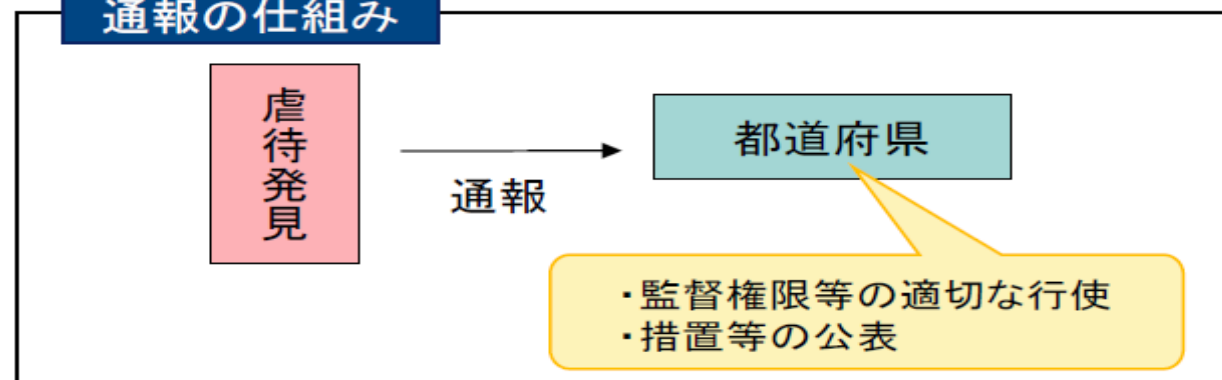 通報の仕組み
虐待発見
都道府県
通報
・監督権限等の適切な行使
・措置等の公表